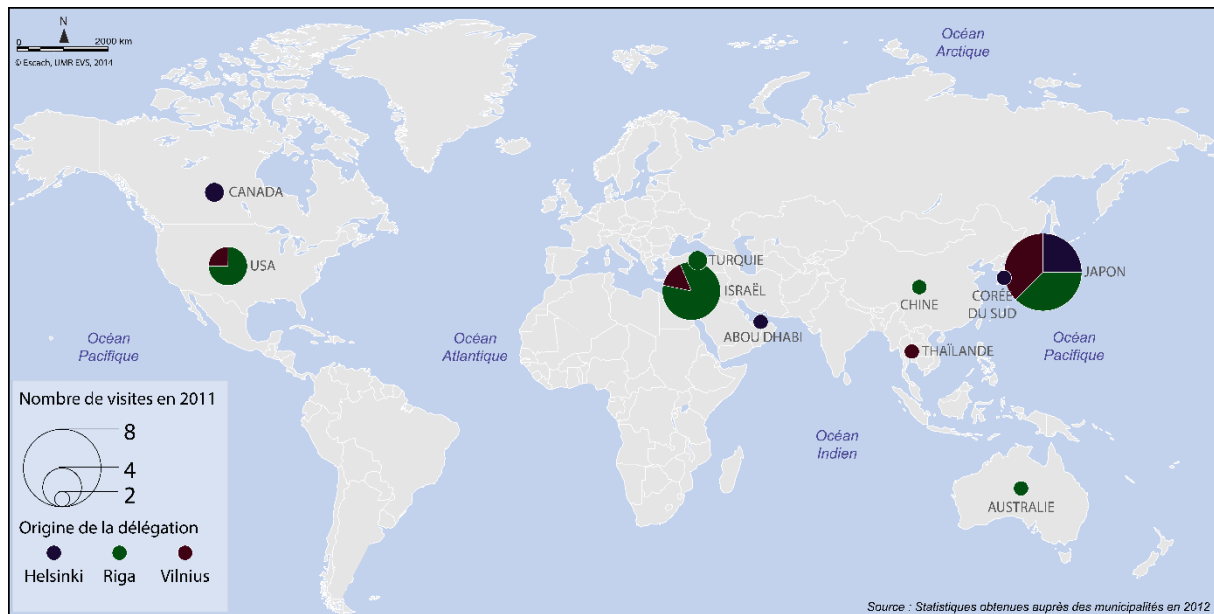 N
0 2000 km
© Escach, UMR EVS, 2014
Océan
Arctique
CANADA
USA
TURQUIE
ISRAËL
ABOU DHABI
CHINE
CORÉE
DU SUD
JAPON
THAÏLANDE
Océan
Pacifique
Océan
Atlantique
Océan
Pacifique
Océan
Indien
AUSTRALIE
Nombre de visites en 2011
8
4
2
Origine de la délégation
Helsinki Riga Vilnius
Source : Statistiques obtenues auprès des municipalités en 2012